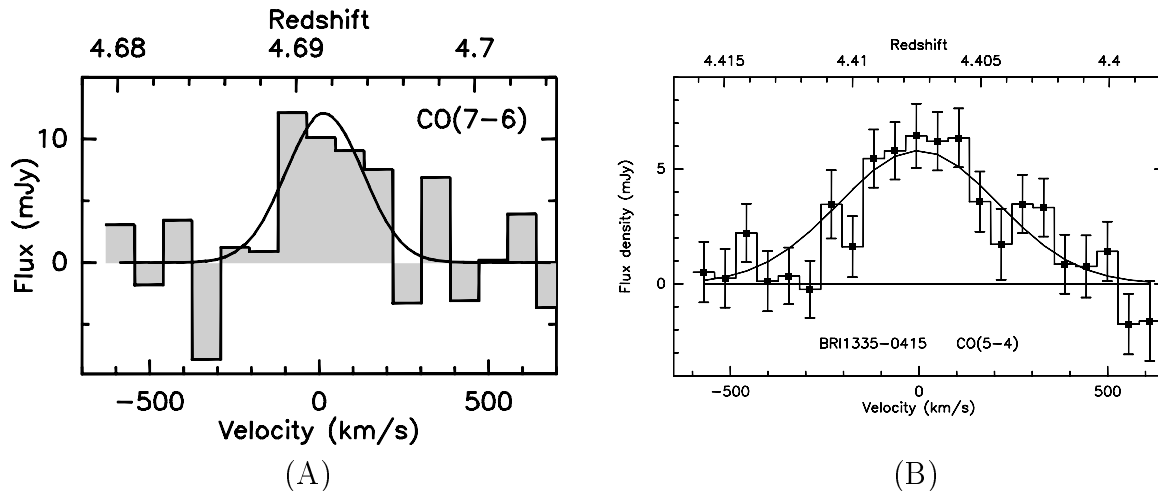 Redshift
4.68 4.69 4.7
CO(7−6)
Flux (mJy)
10
0
−500 0 500
Velocity (km/s)
(A)
Redshift
4.415 4.41 4.405 4.4
Flux density (mJy)
5
0
BRI1335−0415 CO(5−4)
−500 0 500
Velocity (km/s)
(B)